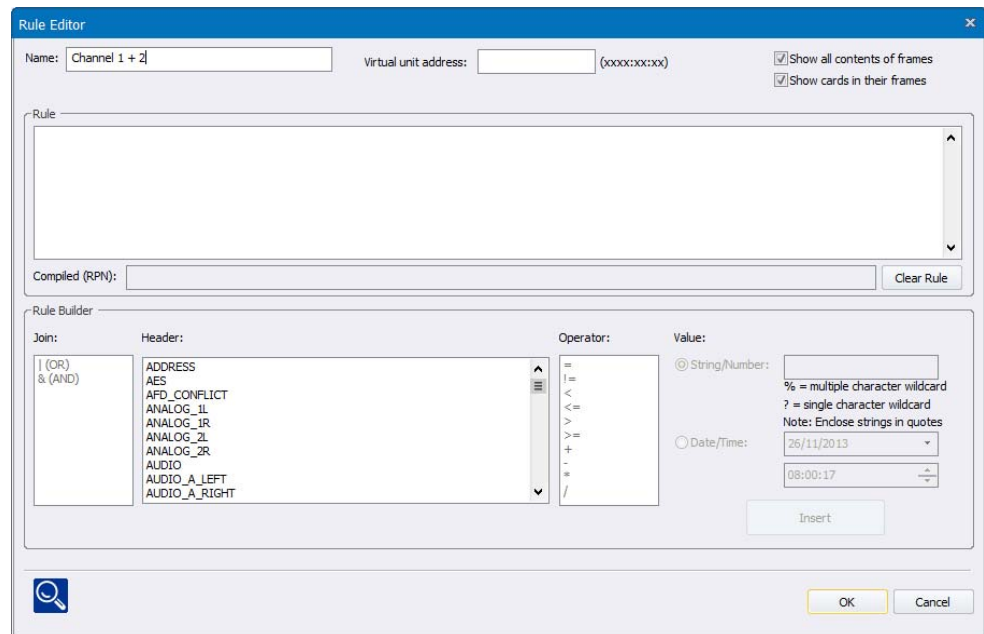 Rule Editor
Name: Channel 1 + 2 Virtual unit address: (xxxx:xx:xx) Show all contents of frames
Show cards in their frames
Rule
Compiled (RPN): Clear Rule
Rule Builder
Join: Header: Operator: Value:
| (OR)
& (AND)
ADDRESS
AES
AFD_CONFLICT
ANALOG_1L
ANALOG_1R
ANALOG_2L
ANALOG_2R
AUDIO
AUDIO_A_LEFT
AUDIO_A_RIGHT
=
!=
<
<=
>
>=
+
-
*
/
String/Number:
% = multiple character wildcard
? = single character wildcard
Note: Enclose strings in quotes
Date/Time: 26/11/2013
08:00:17
Insert
OK Cancel